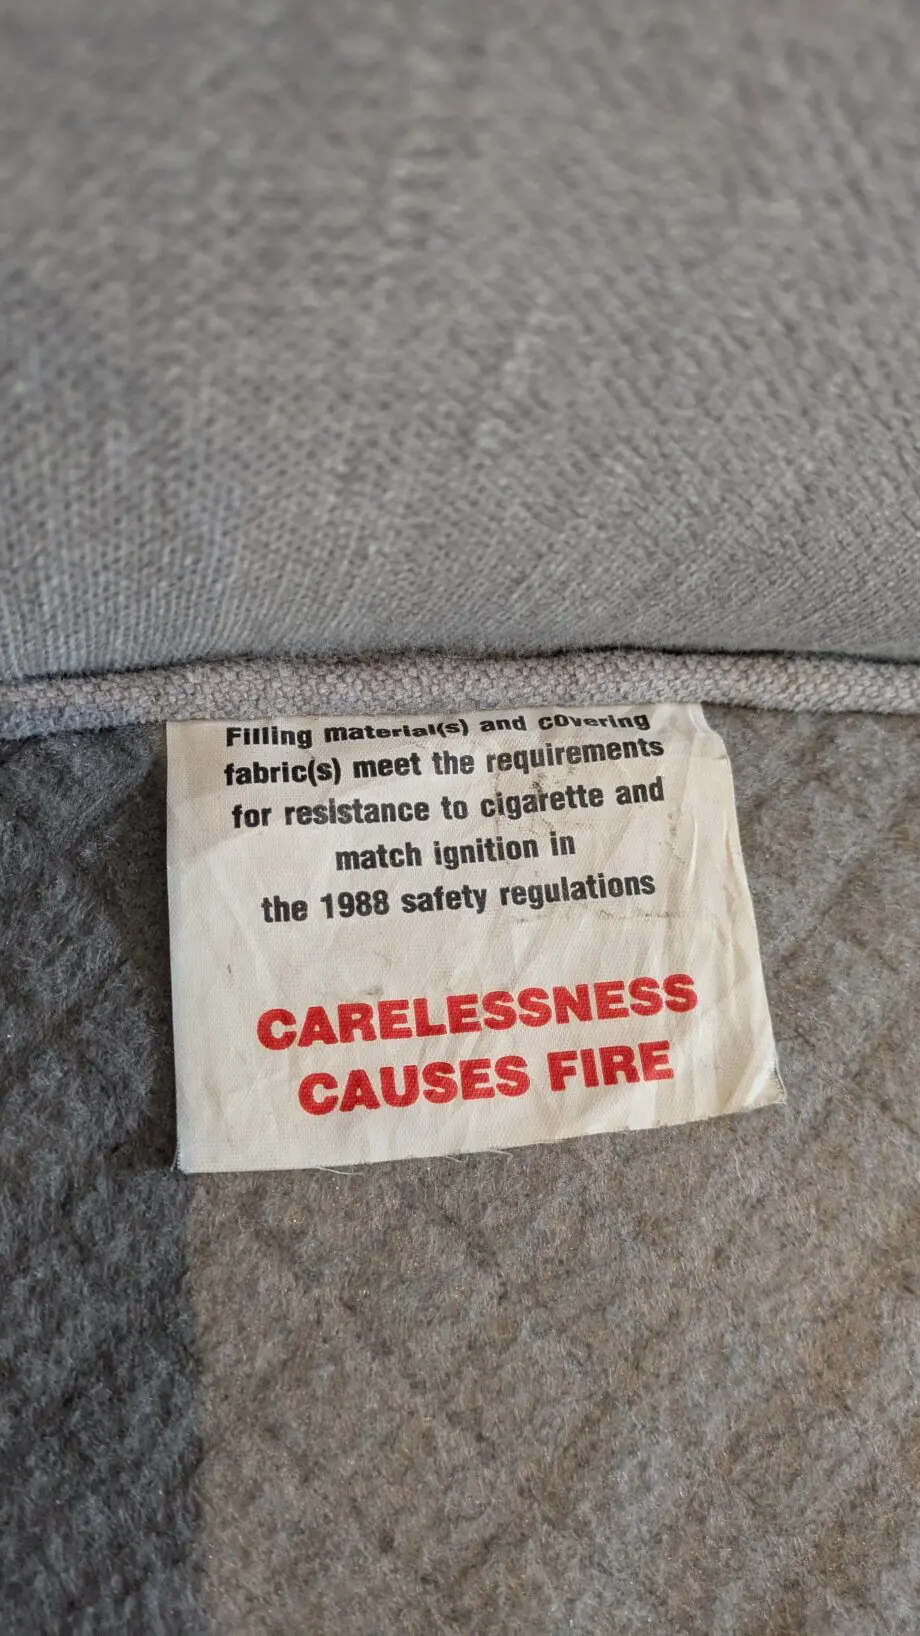 Filling material(s) and covering
fabric(s) meet the requirements
for resistance to cigarette and
match ignition in
the 1988 safety regulations
CARELESSNESS
CAUSES FIRE